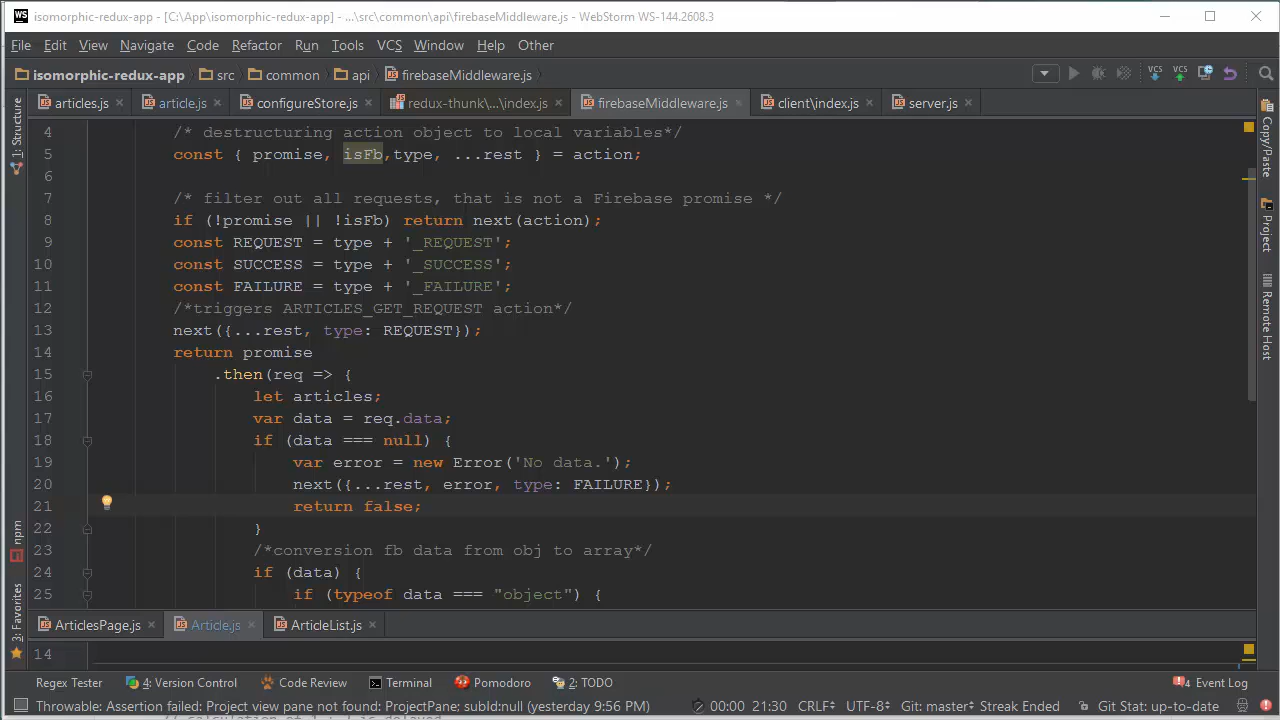 isomorphic-redux-app - [C:\App\isomorphic-redux-app] - ...\src\common\api\firebaseMiddleware.js - WebStorm WS-144.2608.3
File Edit View Navigate Code Refactor Run Tools VCS Window Help Other
isomorphic-redux-app src common api firebaseMiddleware.js
VCS VCS
articles.js article.js configureStore.js redux-thunk\...\index.js firebaseMiddleware.js client\index.js server.js
1: Structure
npm
3: Favorites
Copy/Paste
Project
Remote Host
4 /* destructuring action object to local variables*/
5 const { promise, isFb,type, ...rest } = action;
6
7 /* filter out all requests, that is not a Firebase promise */
8 if (!promise || !isFb) return next(action);
9 const REQUEST = type + '_REQUEST';
10 const SUCCESS = type + '_SUCCESS';
11 const FAILURE = type + '_FAILURE';
12 /*triggers ARTICLES_GET_REQUEST action*/
13 next({...rest, type: REQUEST});
14 return promise
15 .then(req => {
16 let articles;
17 var data = req.data;
18 if (data === null) {
19 var error = new Error('No data.');
20 next({...rest, error, type: FAILURE});
21 return false;
22 }
23 /*conversion fb data from obj to array*/
24 if (data) {
25 if (typeof data === "object") {
ArticlesPage.js Article.js ArticleList.js
14
Regex Tester 4: Version Control Code Review Terminal Pomodoro 2: TODO Event Log
Throwable: Assertion failed: Project view pane not found: ProjectPane; subId:null (yesterday 9:56 PM) 00:00 21:30 CRLF UTF-8 Git: master Streak Ended Git Stat: up-to-date